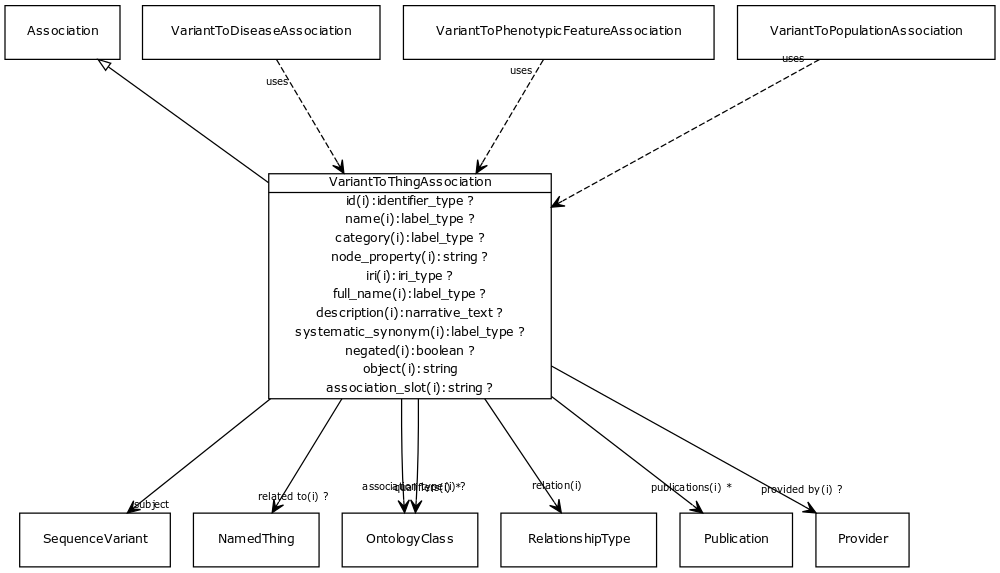 Association
VariantToDiseaseAssociation
VariantToPhenotypicFeatureAssociation
VariantToPopulationAssociation
uses
uses
uses
VariantToThingAssociation
id(i):identifier_type ?
name(i):label_type ?
category(i):label_type ?
node_property(i):string ?
iri(i):iri_type ?
full_name(i):label_type ?
description(i):narrative_text ?
systematic_synonym(i):label_type ?
negated(i):boolean ?
object(i):string
association_slot(i):string ?
subject
related to(i) ?
association type(i) ?
relation(i)
publications(i) *
provided by(i) ?
SequenceVariant
NamedThing
OntologyClass
RelationshipType
Publication
Provider